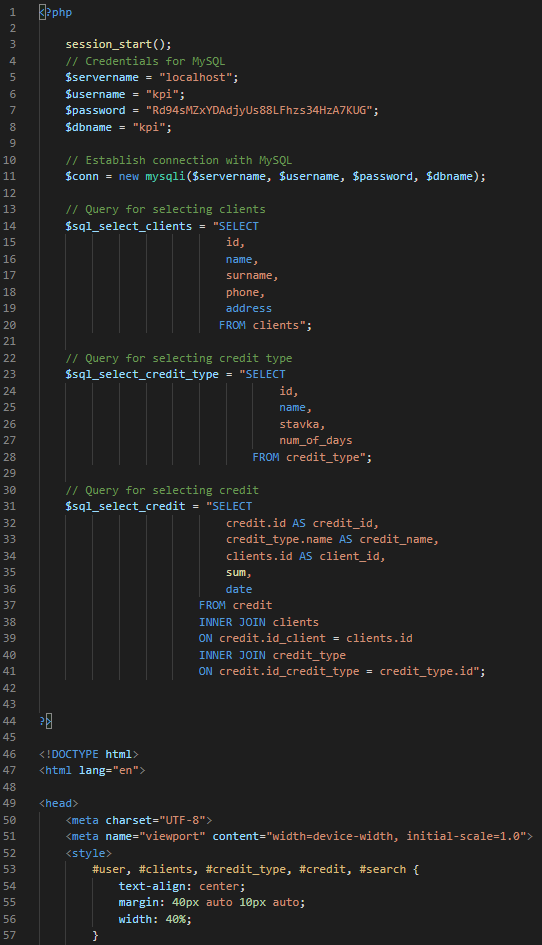 1 <?php
2
3 session_start();
4 // Credentials for MySQL
5 $servername = "localhost";
6 $username = "kpi";
7 $password = "Rd94sMZxYDAdjyUs88LFhzs34HzA7KUG";
8 $dbname = "kpi";
9
10 // Establish connection with MySQL
11 $conn = new mysqli($servername, $username, $password, $dbname);
12
13 // Query for selecting clients
14 $sql_select_clients = "SELECT
15 id,
16 name,
17 surname,
18 phone,
19 address
20 FROM clients";
21
22 // Query for selecting credit type
23 $sql_select_credit_type = "SELECT
24 id,
25 name,
26 stavka,
27 num_of_days
28 FROM credit_type";
29
30 // Query for selecting credit
31 $sql_select_credit = "SELECT
32 credit.id AS credit_id,
33 credit_type.name AS credit_name,
34 clients.id AS client_id,
35 sum,
36 date
37 FROM credit
38 INNER JOIN clients
39 ON credit.id_client = clients.id
40 INNER JOIN credit_type
41 ON credit.id_credit_type = credit_type.id";
42
43
44 ?>
45
46 <!DOCTYPE html>
47 <html lang="en">
48
49 <head>
50 <meta charset="UTF-8">
51 <meta name="viewport" content="width=device-width, initial-scale=1.0">
52 <style>
53 #user, #clients, #credit_type, #credit, #search {
54 text-align: center;
55 margin: 40px auto 10px auto;
56 width: 40%;
57 }